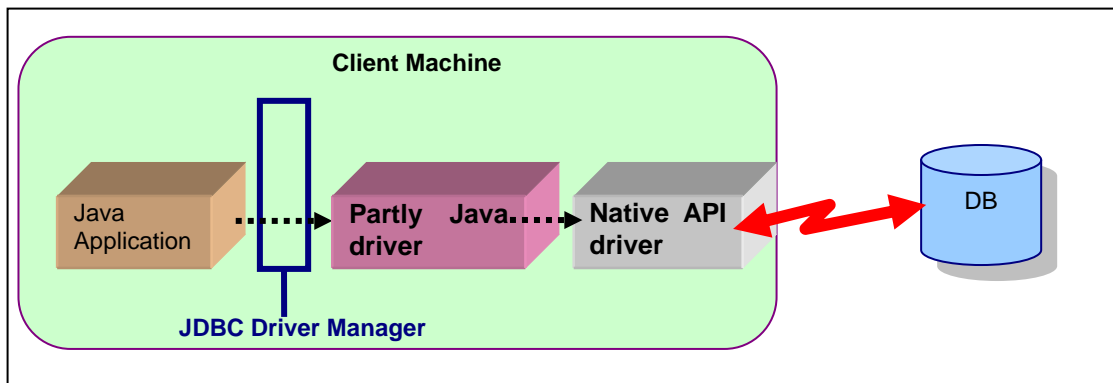 Client Machine
Java
Application
Partly Java
driver
Native API
driver
DB
JDBC Driver Manager